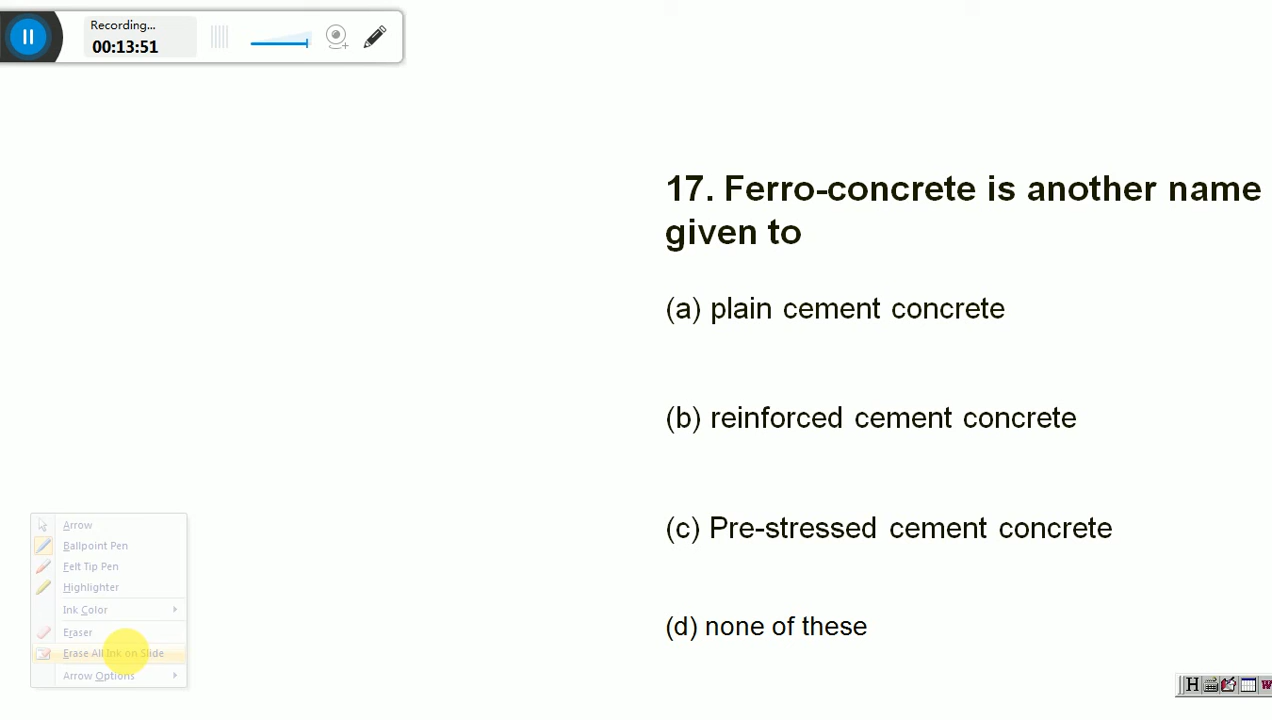 Recording...
00:13:51
17. Ferro-concrete is another name
given to
(a) plain cement concrete
(b) reinforced cement concrete
(c) Pre-stressed cement concrete
(d) none of these
Arrow
Ballpoint Pen
Felt Tip Pen
Highlighter
Ink Color
Eraser
Erase All Ink on Slide
Arrow Options
H
W